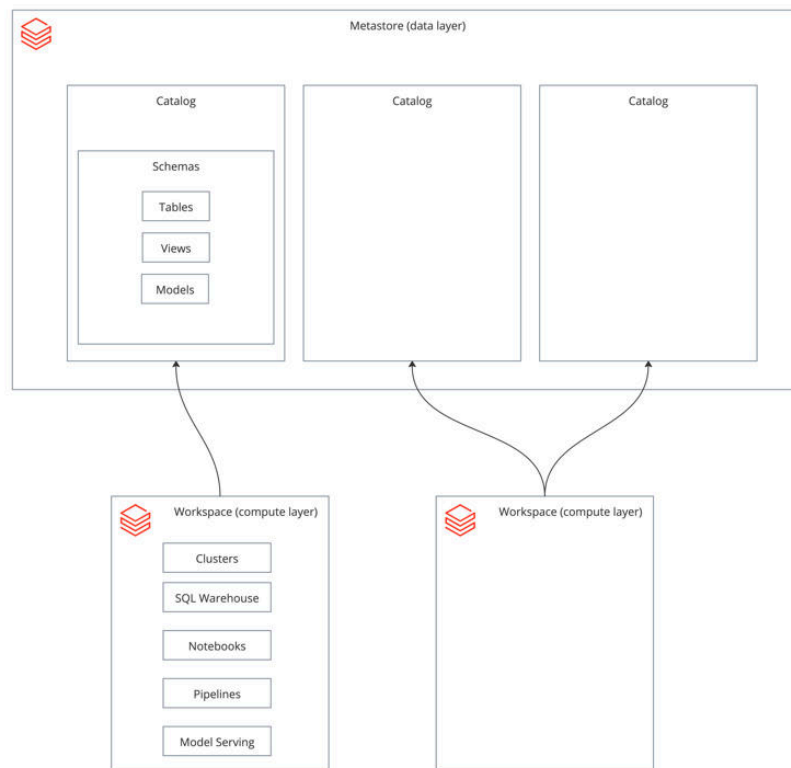 Metastore (data layer)
Catalog
Catalog
Catalog
Schemas
Tables
Views
Models
Workspace (compute layer)
Workspace (compute layer)
Clusters
SQL Warehouse
Notebooks
Pipelines
Model Serving